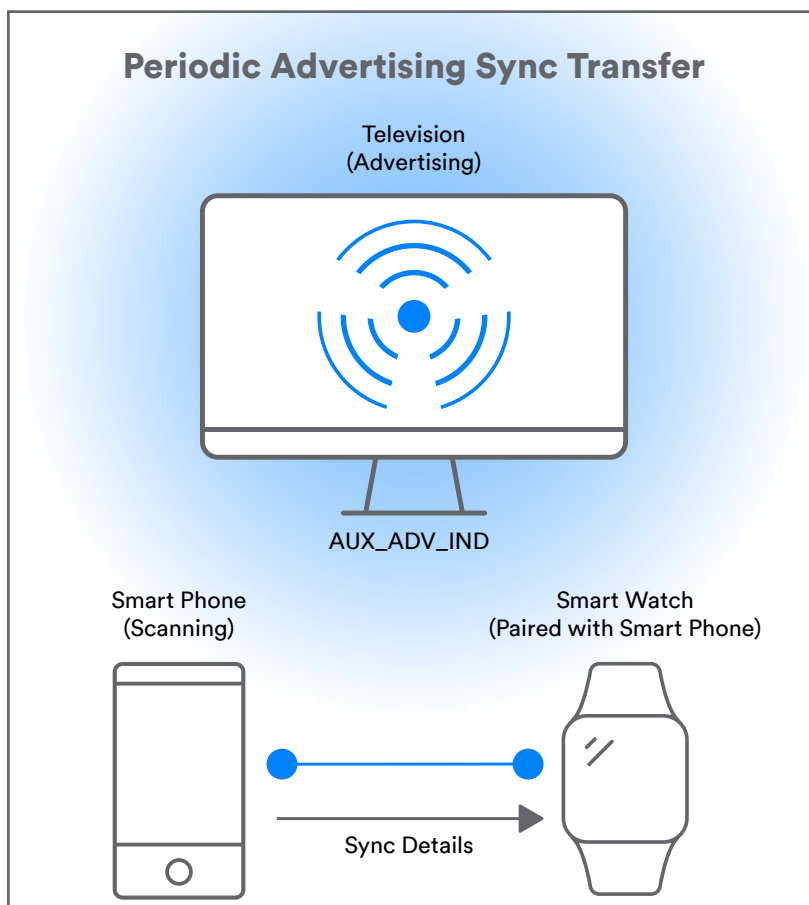 Periodic Advertising Sync Transfer
Television
(Advertising)
AUX_ADV_IND
Smart Phone
(Scanning)
Smart Watch
(Paired with Smart Phone)
Sync Details